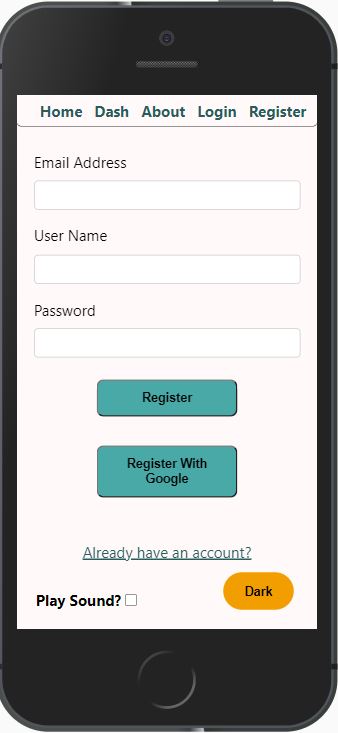 Home Dash About Login Register
Email Address
User Name
Password
Register
Register With
Google
Already have an account?
Play Sound?
Dark